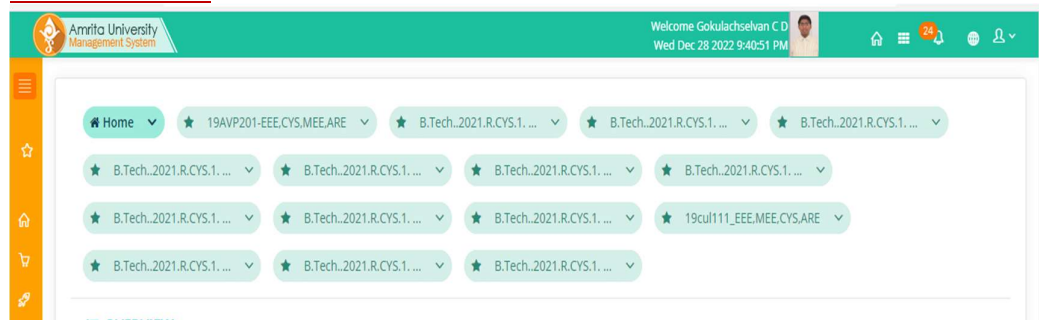 Amrita University
Management System
Welcome Gokulachselvan C D
Wed Dec 28 2022 9:40:51 PM
24
Home
19AVP201-EEE,CYS,MEE,ARE
B.Tech..2021.R.CYS.1. ...
B.Tech..2021.R.CYS.1. ...
B.Tech..2021.R.CYS.1. ...
B.Tech..2021.R.CYS.1. ...
B.Tech..2021.R.CYS.1. ...
B.Tech..2021.R.CYS.1. ...
B.Tech..2021.R.CYS.1. ...
B.Tech..2021.R.CYS.1. ...
B.Tech..2021.R.CYS.1. ...
B.Tech..2021.R.CYS.1. ...
19cul111_EEE,MEE,CYS,ARE
B.Tech..2021.R.CYS.1. ...
B.Tech..2021.R.CYS.1. ...
B.Tech..2021.R.CYS.1. ...